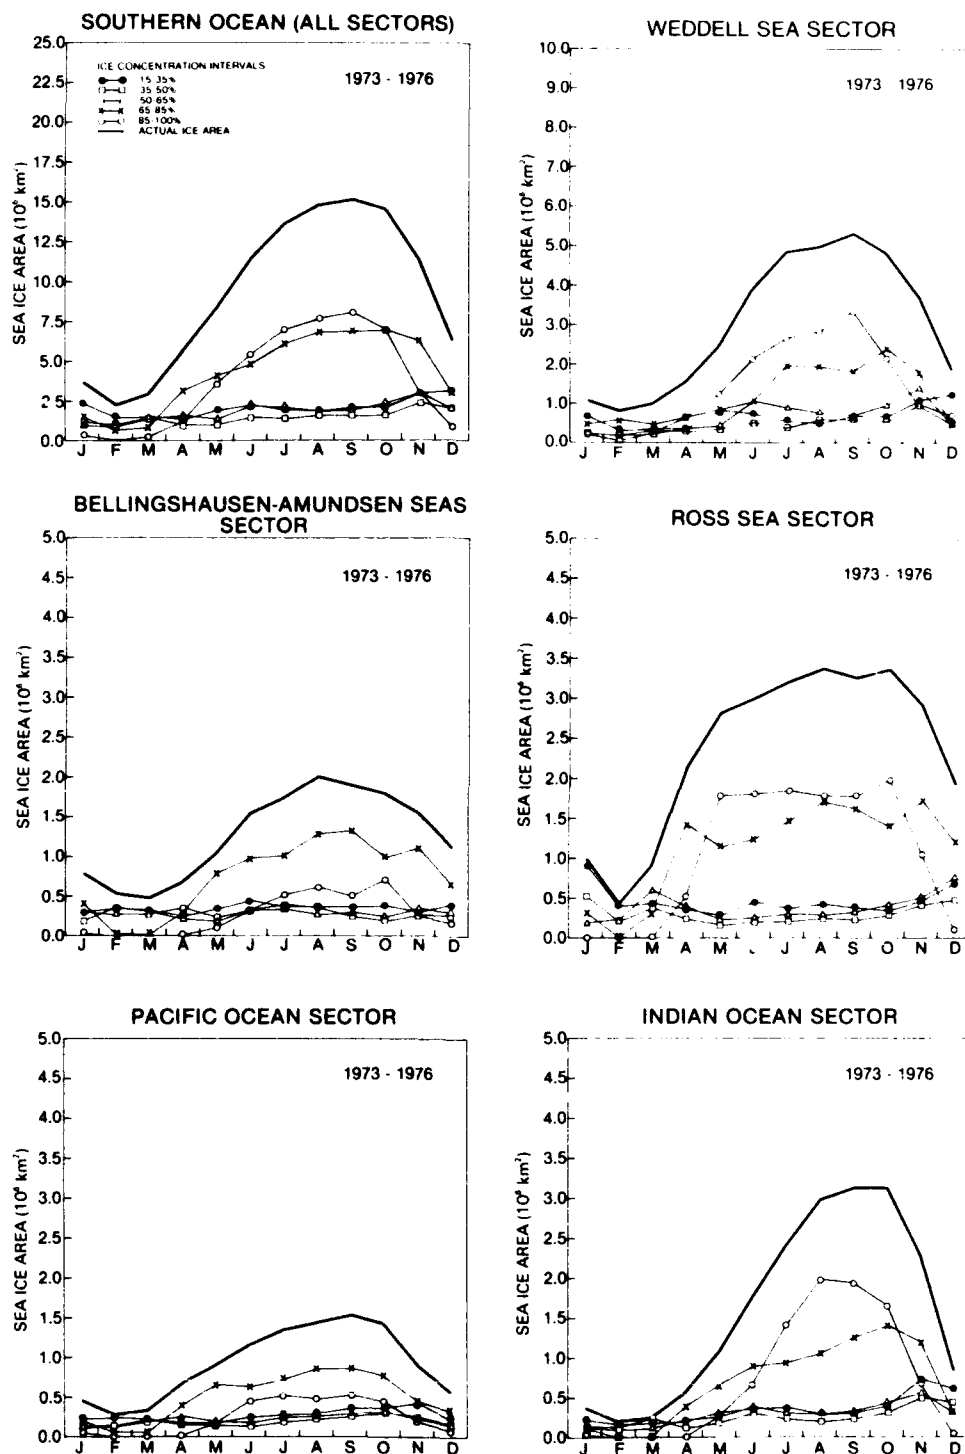 SOUTHERN OCEAN (ALL SECTORS)
25.0
22.5
20.0
17.5
15.0
12.5
10.0
7.5
5.0
2.5
0.0
SEA ICE AREA (10⁶ km²)
ICE CONCENTRATION INTERVALS
15-35%
35-50%
50-65%
65-85%
85-100%
ACTUAL ICE AREA
1973 - 1976
J F M A M J J A S O N D
WEDDELL SEA SECTOR
10.0
9.0
8.0
7.0
6.0
5.0
4.0
3.0
2.0
1.0
0.0
SEA ICE AREA (10⁶ km²)
1973 1976
J F M A M J J A S O N D
BELLINGSHAUSEN-AMUNDSEN SEAS
SECTOR
5.0
4.5
4.0
3.5
3.0
2.5
2.0
1.5
1.0
0.5
0.0
SEA ICE AREA (10⁶ km²)
1973 - 1976
J F M A M J J A S O N D
ROSS SEA SECTOR
5.0
4.5
4.0
3.5
3.0
2.5
2.0
1.5
1.0
0.5
0.0
SEA ICE AREA (10⁶ km²)
1973 - 1976
J F M A M J J A S O N D
PACIFIC OCEAN SECTOR
5.0
4.5
4.0
3.5
3.0
2.5
2.0
1.5
1.0
0.5
0.0
SEA ICE AREA (10⁶ km²)
1973 - 1976
J F M A M J J A S O N D
INDIAN OCEAN SECTOR
5.0
4.5
4.0
3.5
3.0
2.5
2.0
1.5
1.0
0.5
0.0
SEA ICE AREA (10⁶ km²)
1973 - 1976
J F M A M J J A S O N D